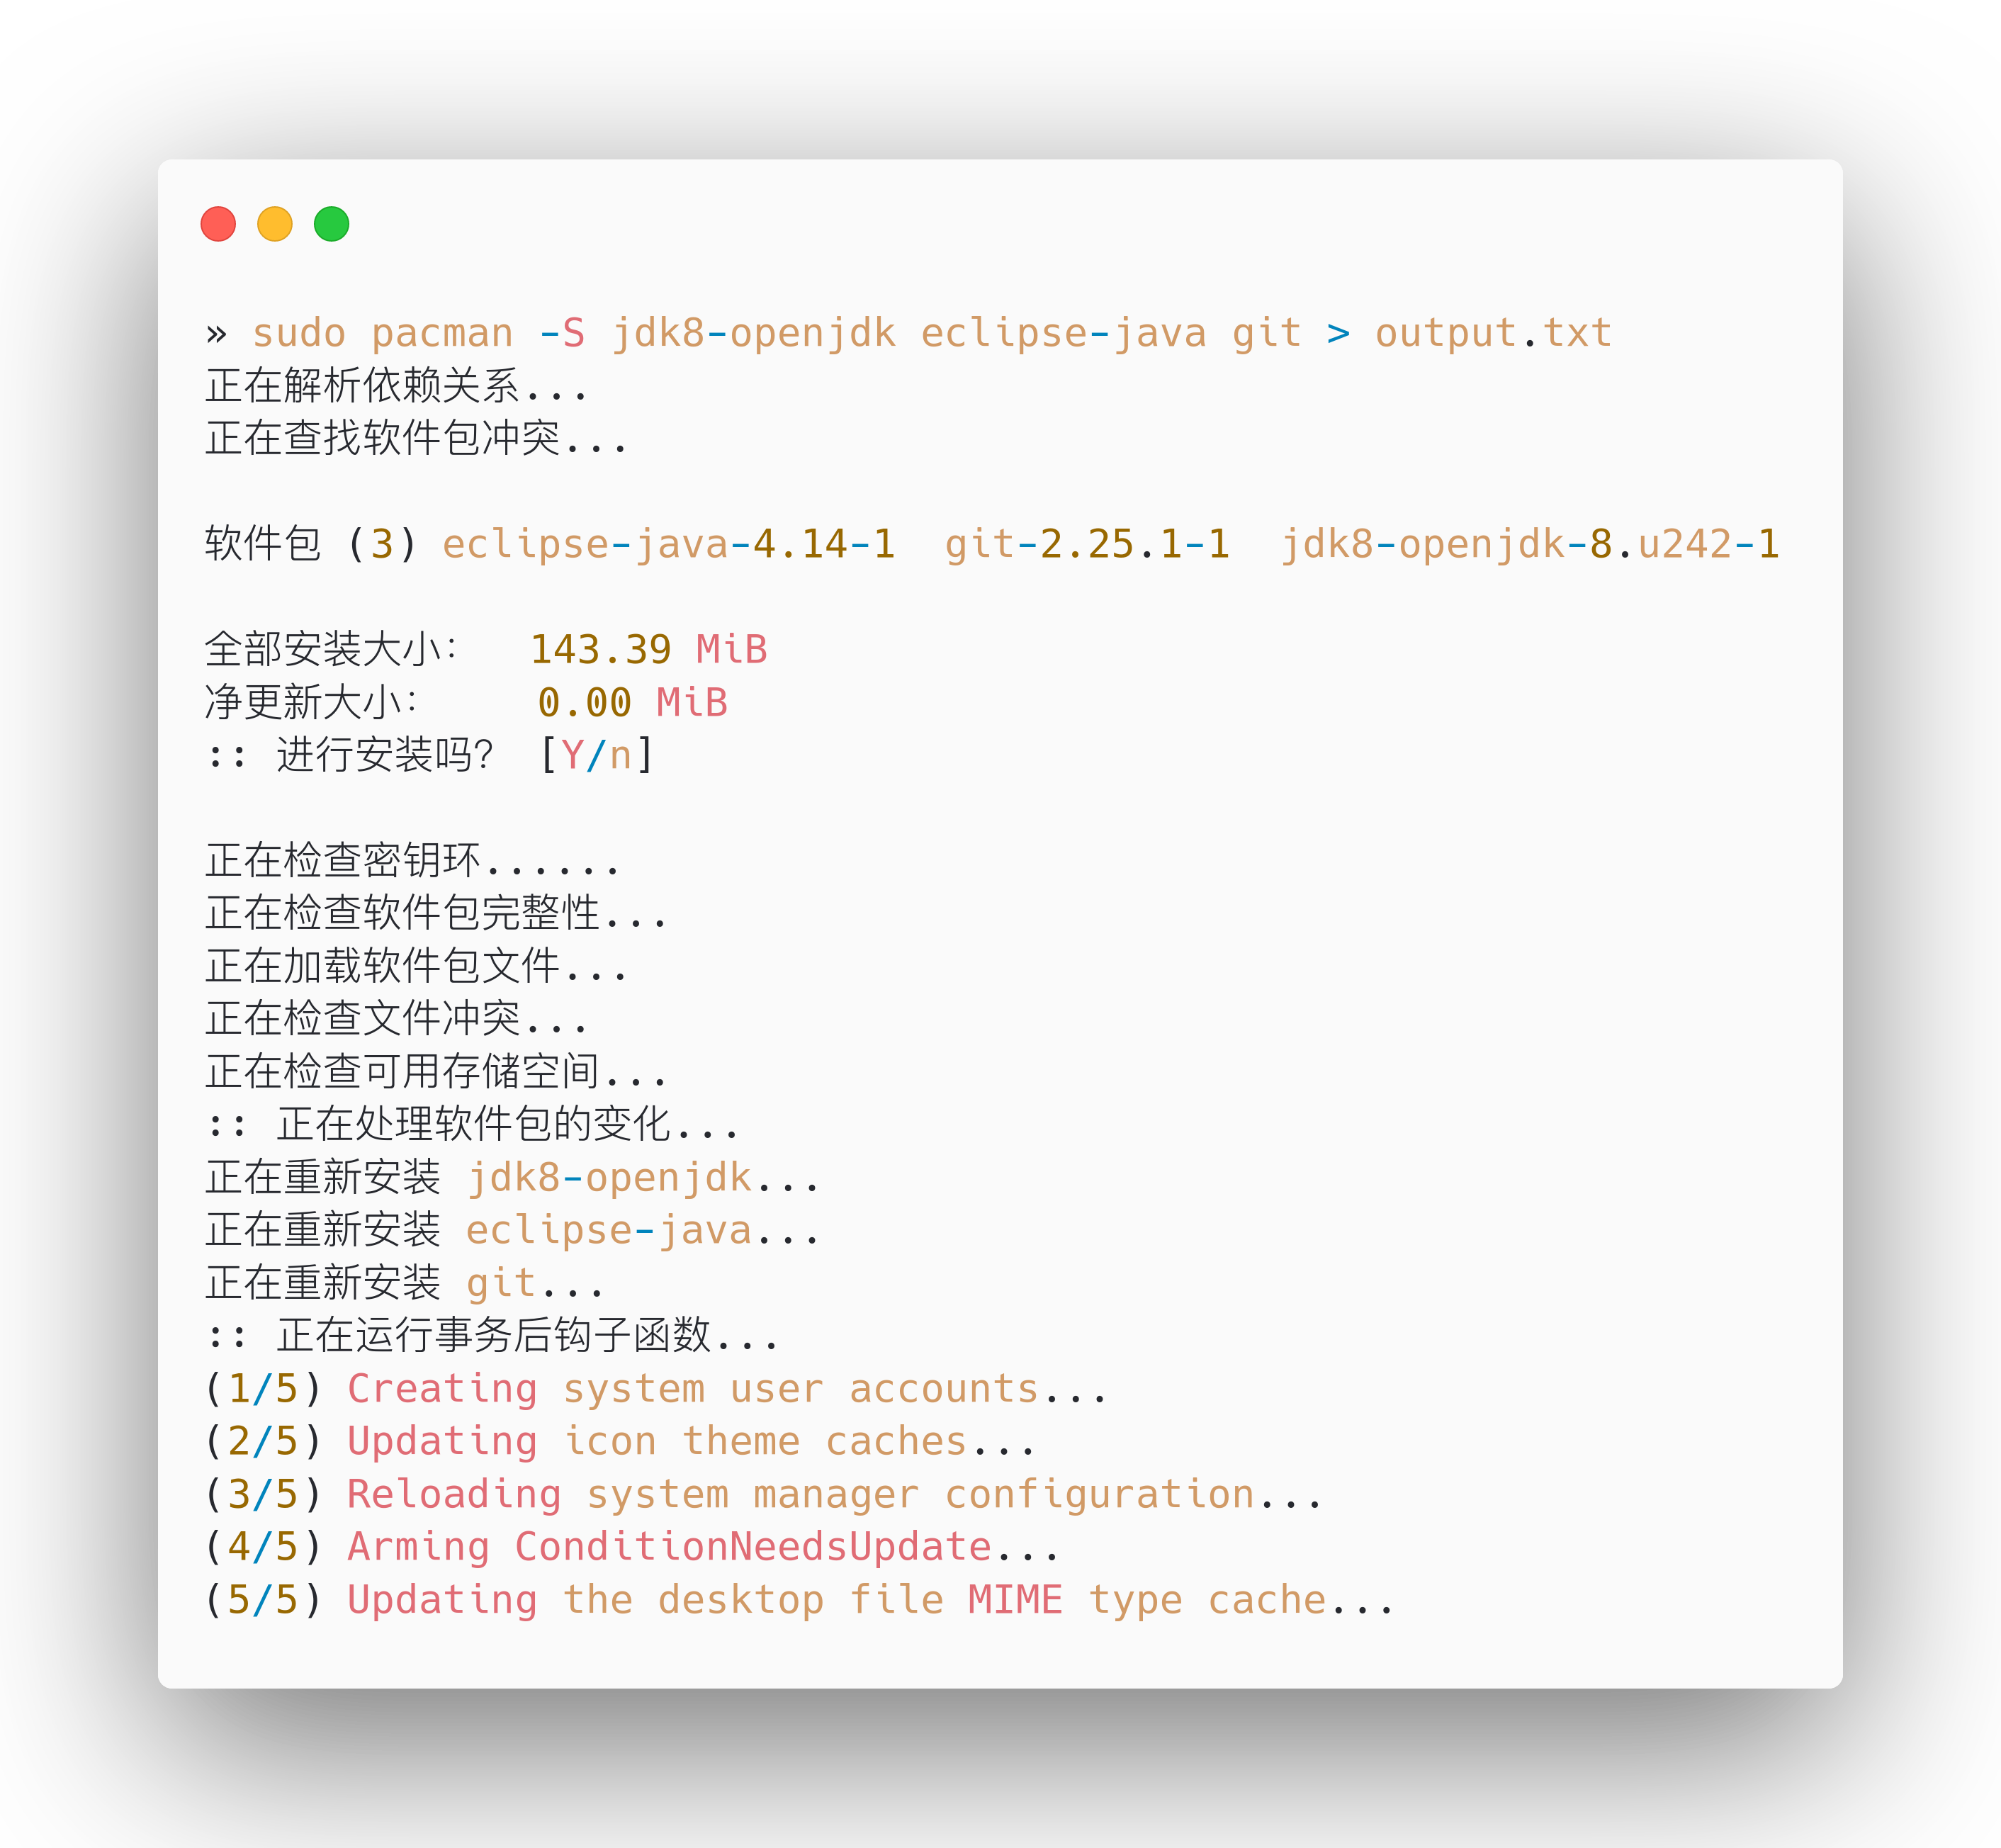 » sudo pacman -S jdk8-openjdk eclipse-java git > output.txt
正在解析依赖关系...
正在查找软件包冲突...
软件包 (3) eclipse-java-4.14-1  git-2.25.1-1  jdk8-openjdk-8.u242-1
全部安装大小：  143.39 MiB
净更新大小：    0.00 MiB
:: 进行安装吗？ [Y/n]
正在检查密钥环......
正在检查软件包完整性...
正在加载软件包文件...
正在检查文件冲突...
正在检查可用存储空间...
:: 正在处理软件包的变化...
正在重新安装 jdk8-openjdk...
正在重新安装 eclipse-java...
正在重新安装 git...
:: 正在运行事务后钩子函数...
(1/5) Creating system user accounts...
(2/5) Updating icon theme caches...
(3/5) Reloading system manager configuration...
(4/5) Arming ConditionNeedsUpdate...
(5/5) Updating the desktop file MIME type cache...